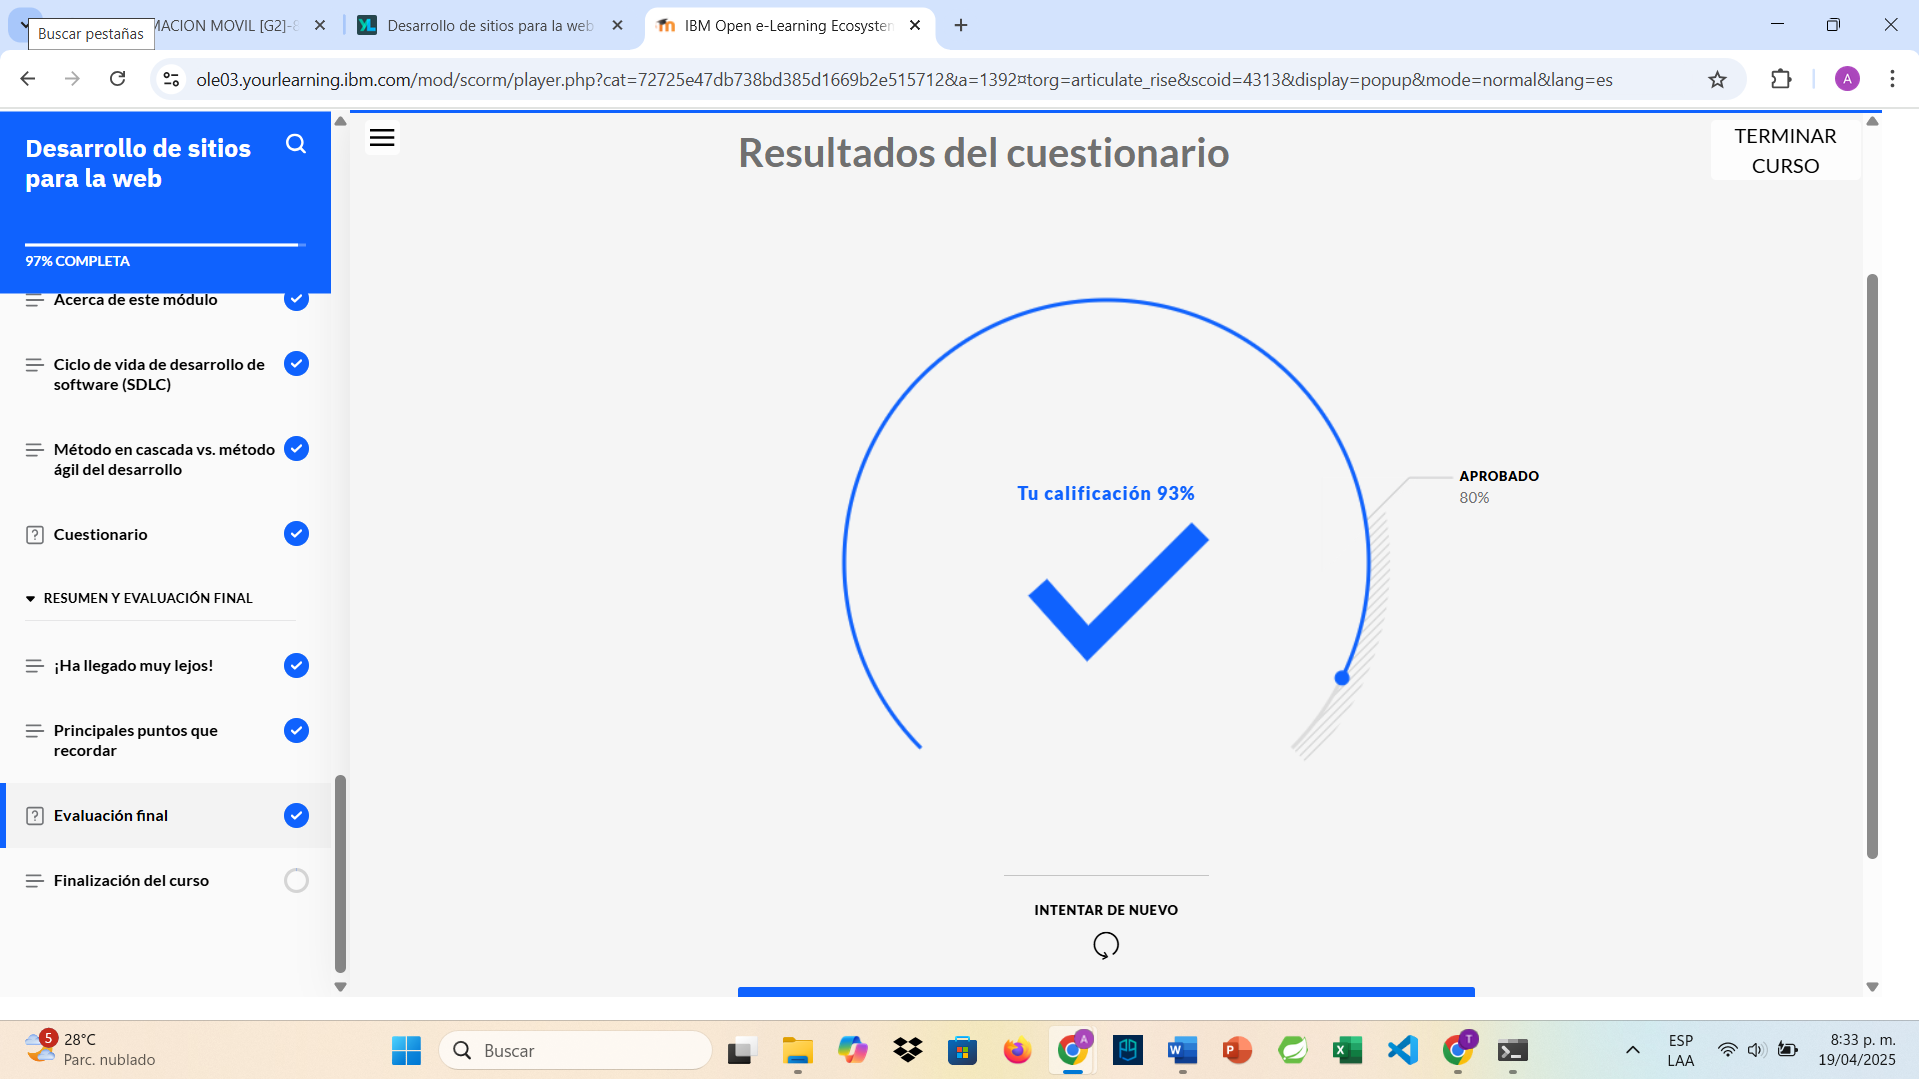 MACION MOVIL [G2]-8
Desarrollo de sitios para la web
IBM Open e-Learning Ecosystem
Buscar pestañas
ole03.yourlearning.ibm.com/mod/scorm/player.php?cat=72725e47db738bd385d1669b2e515712&a=1392¤torg=articulate_rise&scoid=4313&display=popup&mode=normal&lang=es
A
Desarrollo de sitios
para la web
97% COMPLETA
Acerca de este módulo
Ciclo de vida de desarrollo de
software (SDLC)
Método en cascada vs. método
ágil del desarrollo
Cuestionario
RESUMEN Y EVALUACIÓN FINAL
¡Ha llegado muy lejos!
Principales puntos que
recordar
Evaluación final
Finalización del curso
Resultados del cuestionario
TERMINAR
CURSO
Tu calificación 93%
APROBADO
80%
INTENTAR DE NUEVO
5
28°C
Parc. nublado
Buscar
A
T
ESP
LAA
8:33 p. m.
19/04/2025